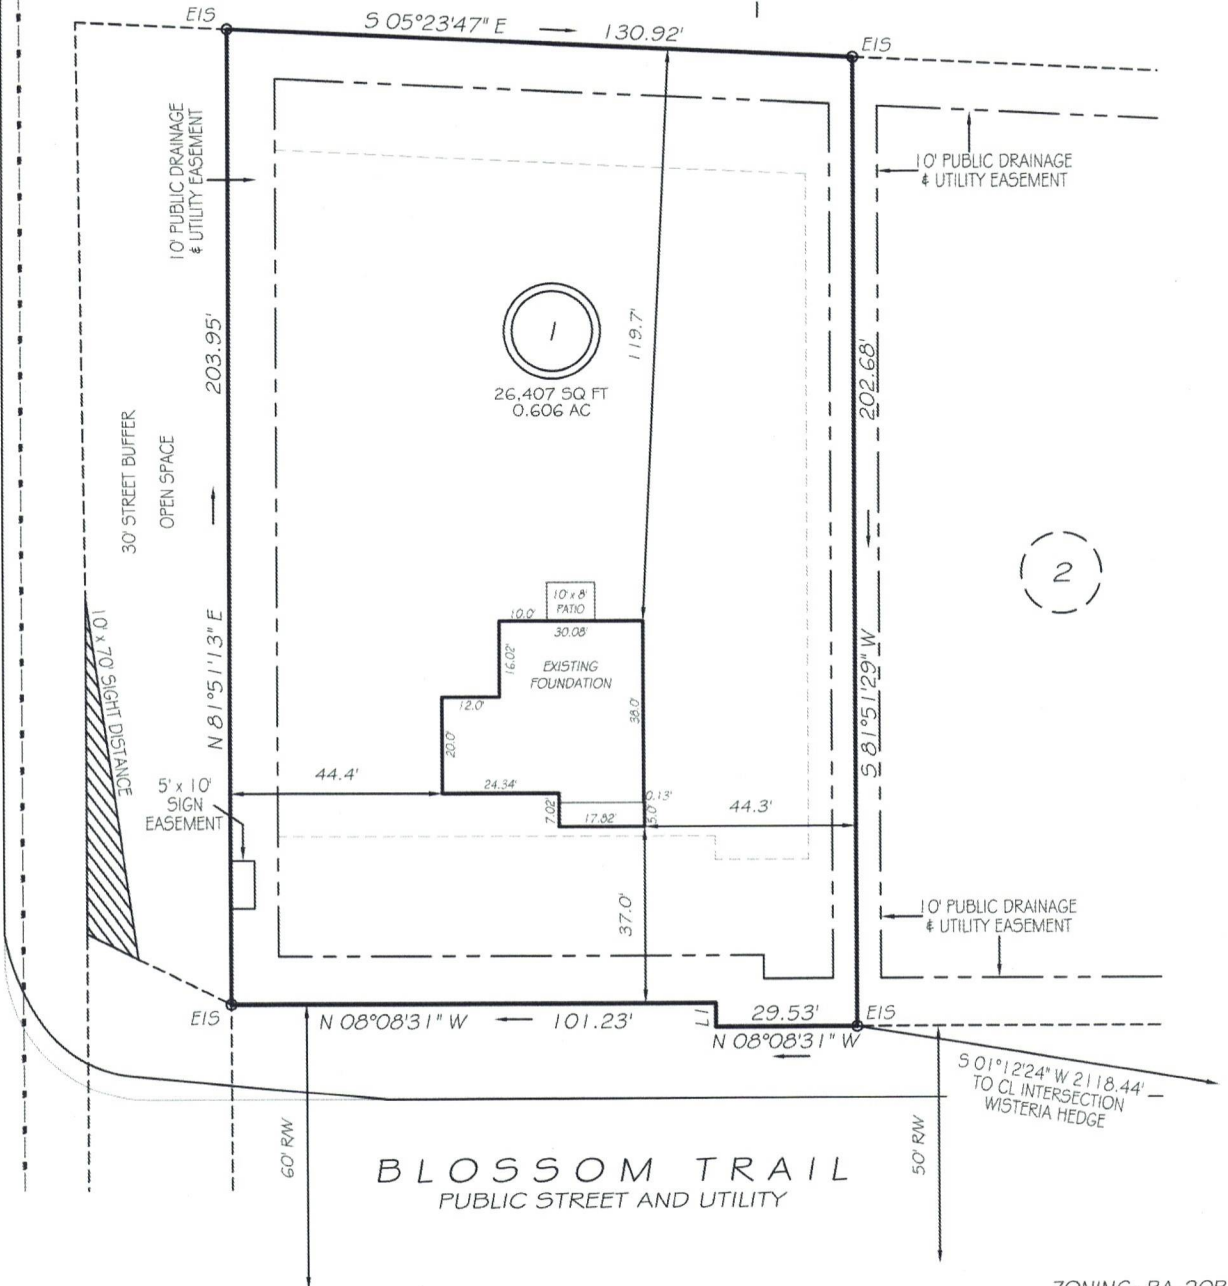 EIS
S 05°23'47" E
130.92'
EIS
10' PUBLIC DRAINAGE
& UTILITY EASEMENT
10' PUBLIC DRAINAGE
& UTILITY EASEMENT
203.95'
119.7'
202.68'
1
26,407 SQ FT
0.606 AC
30' STREET BUFFER
OPEN SPACE
2
10' x 8'
PATIO
10.0'
30.08'
16.02'
EXISTING
FOUNDATION
N 81°51'13" E
S 81°51'29" W
10' x 70' SIGHT DISTANCE
12.0'
38.0'
20.0'
44.4'
24.34'
5' x 10'
SIGN
EASEMENT
7.02'
17.82'
0.13'
5.0'
44.3'
37.0'
10' PUBLIC DRAINAGE
& UTILITY EASEMENT
EIS
N 08°08'31" W
101.23'
L1
29.53'
EIS
N 08°08'31" W
S 01°12'24" W 2118.44'
TO CL INTERSECTION
WISTERIA HEDGE
60' R/W
50' R/W
BLOSSOM TRAIL
PUBLIC STREET AND UTILITY